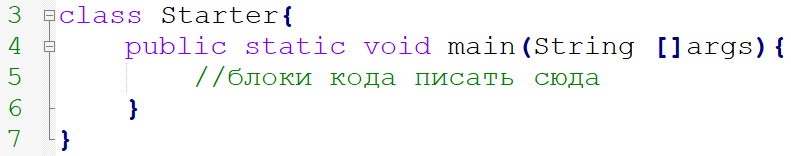 3 class Starter{
4 public static void main(String []args){
5 //блоки кода писать сюда
6 }
7 }